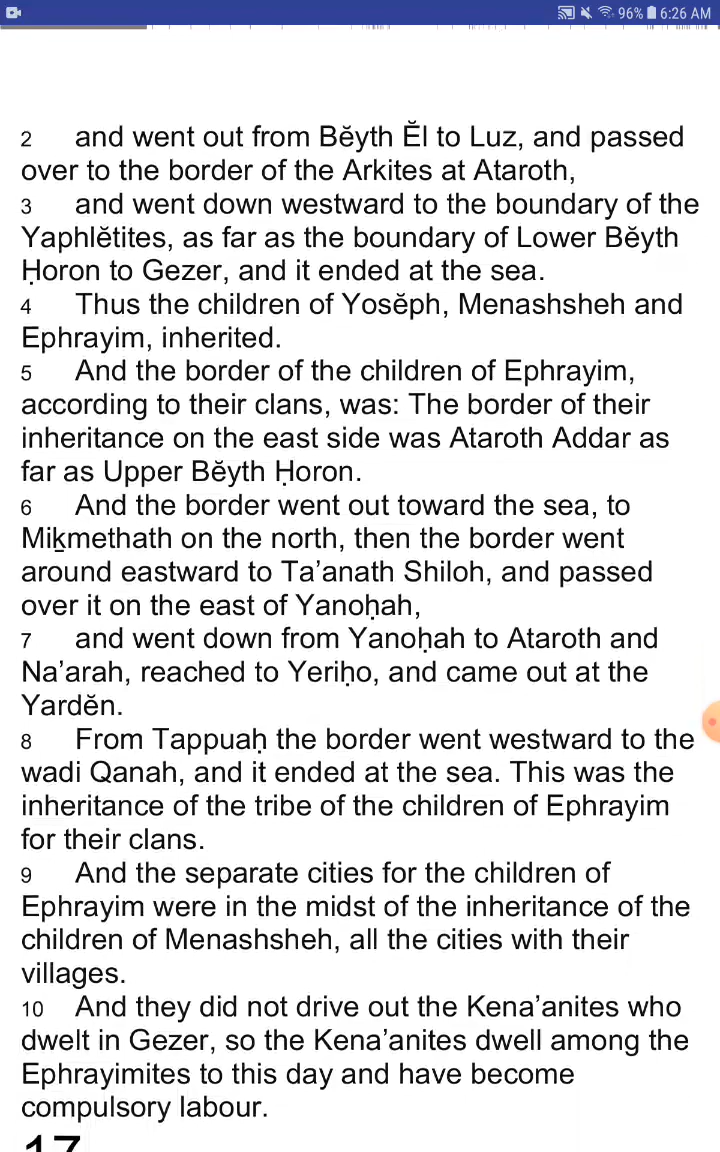 96% 6:26 AM
2 and went out from Bĕyth Ĕl to Luz, and passed
over to the border of the Arkites at Ataroth,
3 and went down westward to the boundary of the
Yaphlĕtites, as far as the boundary of Lower Bĕyth
Ḥoron to Gezer, and it ended at the sea.
4 Thus the children of Yosĕph, Menashsheh and
Ephrayim, inherited.
5 And the border of the children of Ephrayim,
according to their clans, was: The border of their
inheritance on the east side was Ataroth Addar as
far as Upper Bĕyth Ḥoron.
6 And the border went out toward the sea, to
Miḵmethath on the north, then the border went
around eastward to Ta’anath Shiloh, and passed
over it on the east of Yanoḥah,
7 and went down from Yanoḥah to Ataroth and
Na’arah, reached to Yeriḥo, and came out at the
Yardĕn.
8 From Tappuaḥ the border went westward to the
wadi Qanah, and it ended at the sea. This was the
inheritance of the tribe of the children of Ephrayim
for their clans.
9 And the separate cities for the children of
Ephrayim were in the midst of the inheritance of the
children of Menashsheh, all the cities with their
villages.
10 And they did not drive out the Kena’anites who
dwelt in Gezer, so the Kena’anites dwell among the
Ephrayimites to this day and have become
compulsory labour.
17